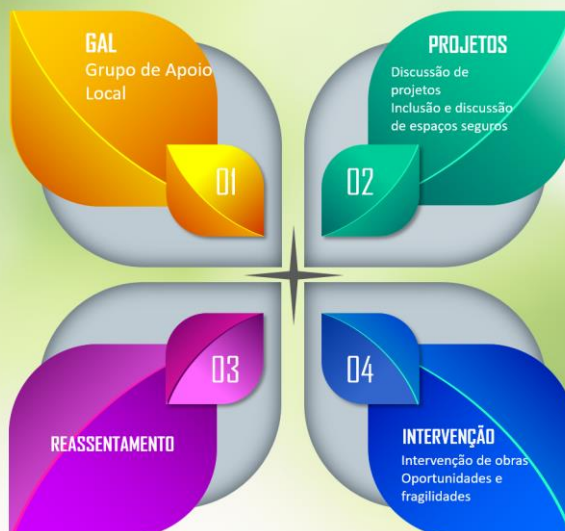 GAL
Grupo de Apoio
Local
01
PROJETOS
Discussão de
projetos
Inclusão e discussão
de espaços seguros
02
03
REASSENTAMENTO
04
INTERVENÇÃO
Intervenção de obras
Oportunidades e
fragilidades